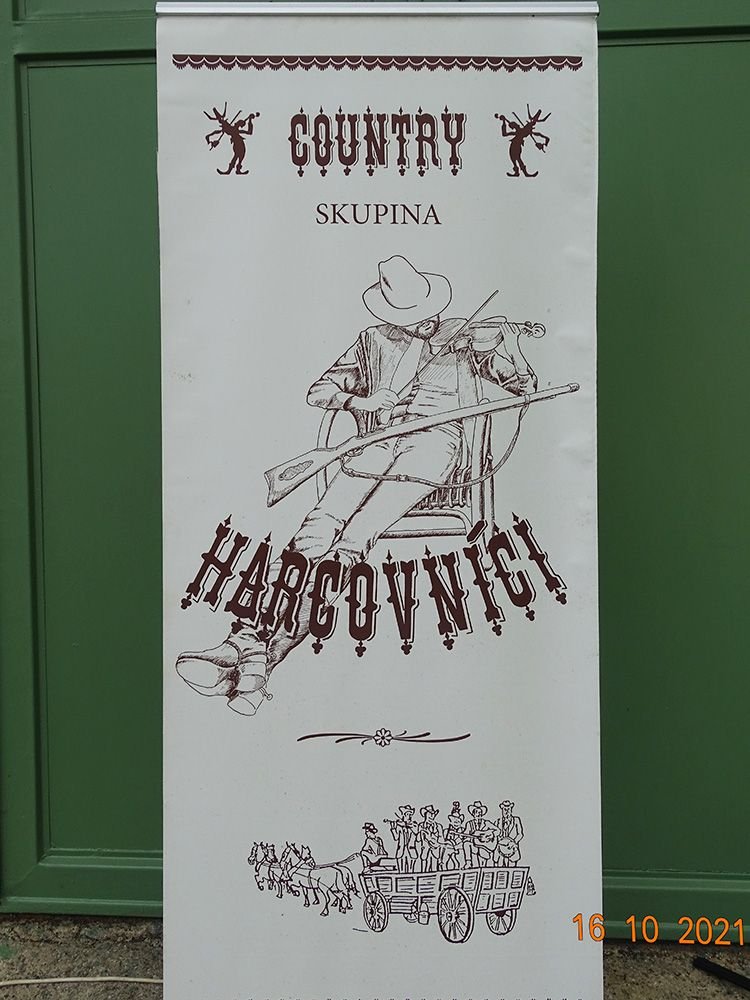 COUNTRY
SKUPINA
HARCOVNÍCI
16 10 2021